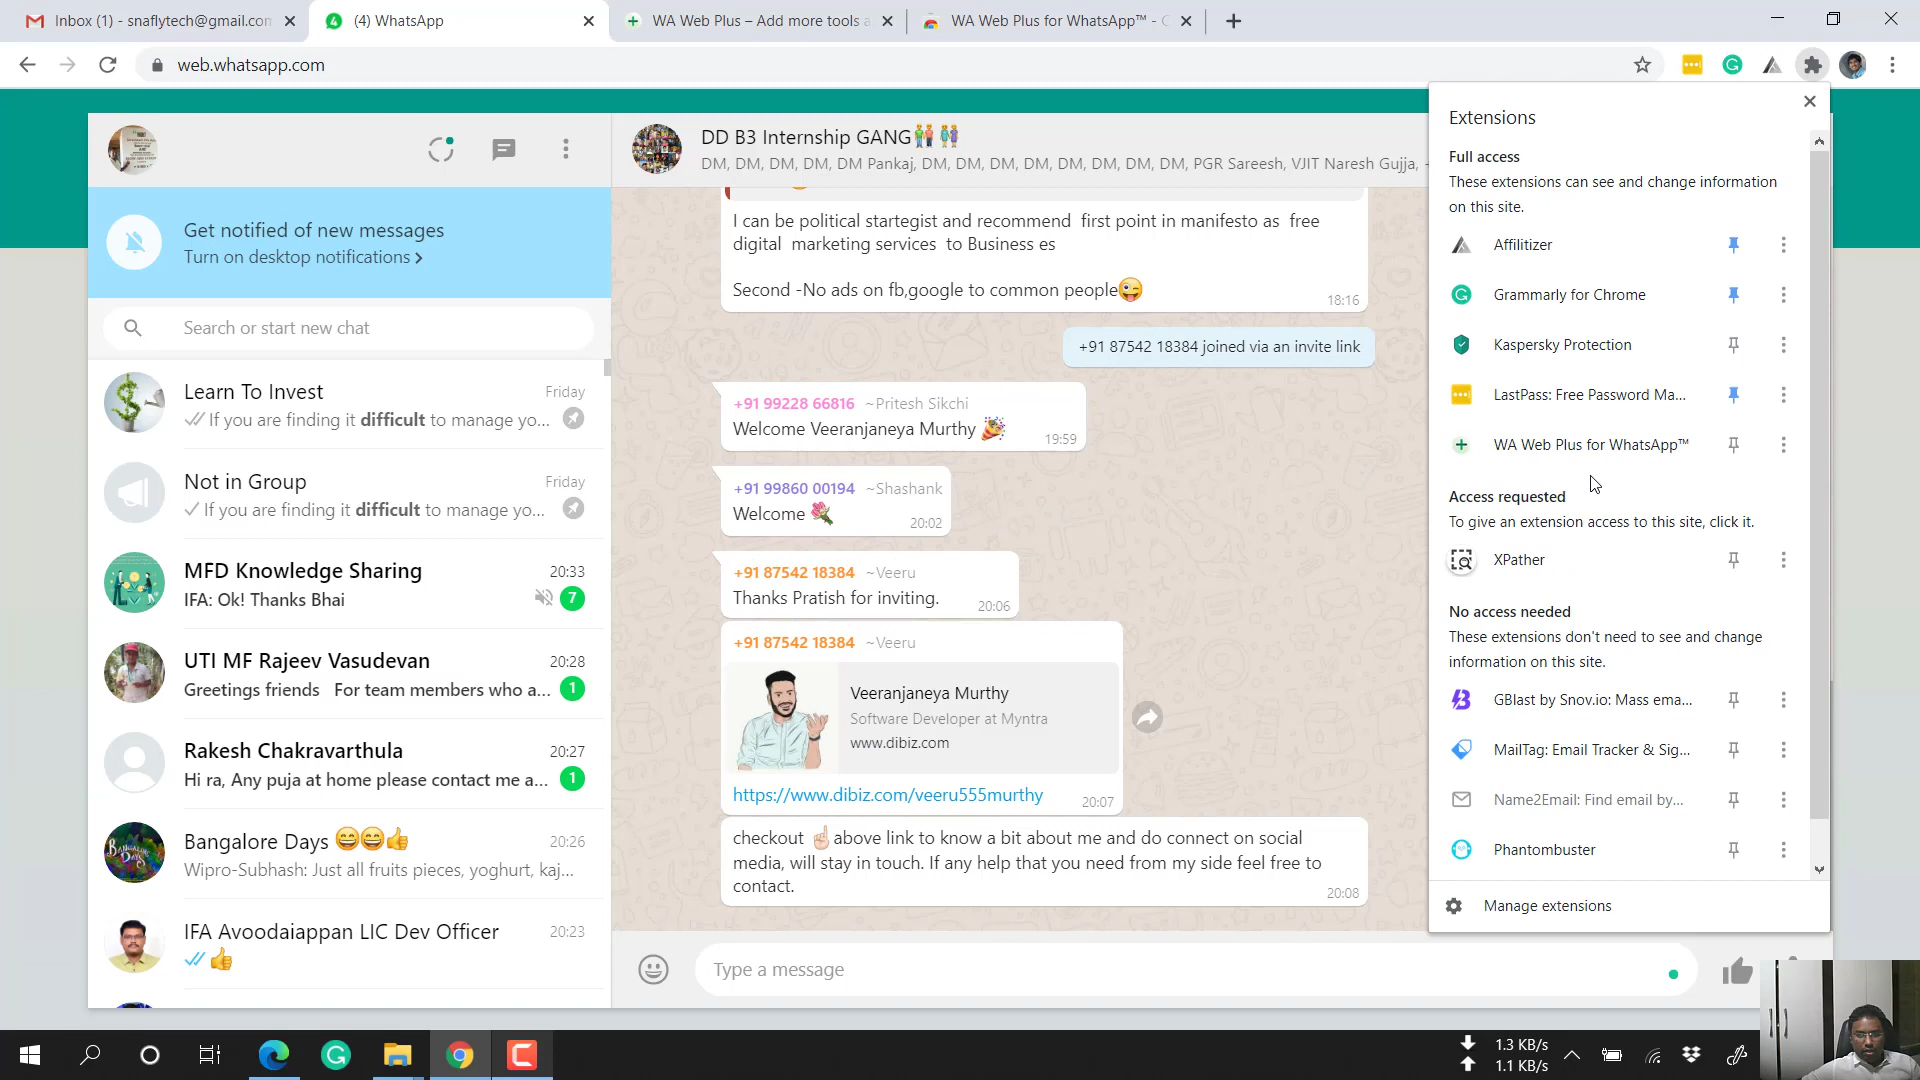 Inbox (1) - snaflytech@gmail.con
(4) WhatsApp
WA Web Plus – Add more tools a
WA Web Plus for WhatsApp™ - C
web.whatsapp.com
Get notified of new messages
Turn on desktop notifications >
Search or start new chat
Learn To Invest
Friday
If you are finding it difficult to manage yo...
Not in Group
Friday
If you are finding it difficult to manage yo...
MFD Knowledge Sharing
20:33
IFA: Ok! Thanks Bhai
7
UTI MF Rajeev Vasudevan
20:28
Greetings friends For team members who a...
1
Rakesh Chakravarthula
20:27
Hi ra, Any puja at home please contact me a...
1
Bangalore Days 😄😄👍
20:26
Wipro-Subhash: Just all fruits pieces, yoghurt, kaj...
IFA Avoodaiappan LIC Dev Officer
20:23
👍
DD B3 Internship GANG👬👭
DM, DM, DM, DM, DM Pankaj, DM, DM, DM, DM, DM, DM, DM, DM, PGR Sareesh, VJIT Naresh Gujja, +
I can be political startegist and recommend first point in manifesto as free
digital marketing services to Business es
Second -No ads on fb,google to common people😜
18:16
+91 87542 18384 joined via an invite link
+91 99228 66816 ~Pritesh Sikchi
Welcome Veeranjaneya Murthy 🎉
19:59
+91 99860 00194 ~Shashank
Welcome 🌹
20:02
+91 87542 18384 ~Veeru
Thanks Pratish for inviting.
20:06
+91 87542 18384 ~Veeru
Veeranjaneya Murthy
Software Developer at Myntra
www.dibiz.com
https://www.dibiz.com/veeru555murthy
20:07
checkout ☝🏻above link to know a bit about me and do connect on social
media, will stay in touch. If any help that you need from my side feel free to
contact.
20:08
Type a message
Extensions
Full access
These extensions can see and change information
on this site.
Affilitizer
Grammarly for Chrome
Kaspersky Protection
LastPass: Free Password Ma...
WA Web Plus for WhatsApp™
Access requested
To give an extension access to this site, click it.
XPather
No access needed
These extensions don't need to see and change
information on this site.
GBlast by Snov.io: Mass ema...
MailTag: Email Tracker & Sig...
Name2Email: Find email by...
Phantombuster
Manage extensions
1.3 KB/s
1.1 KB/s